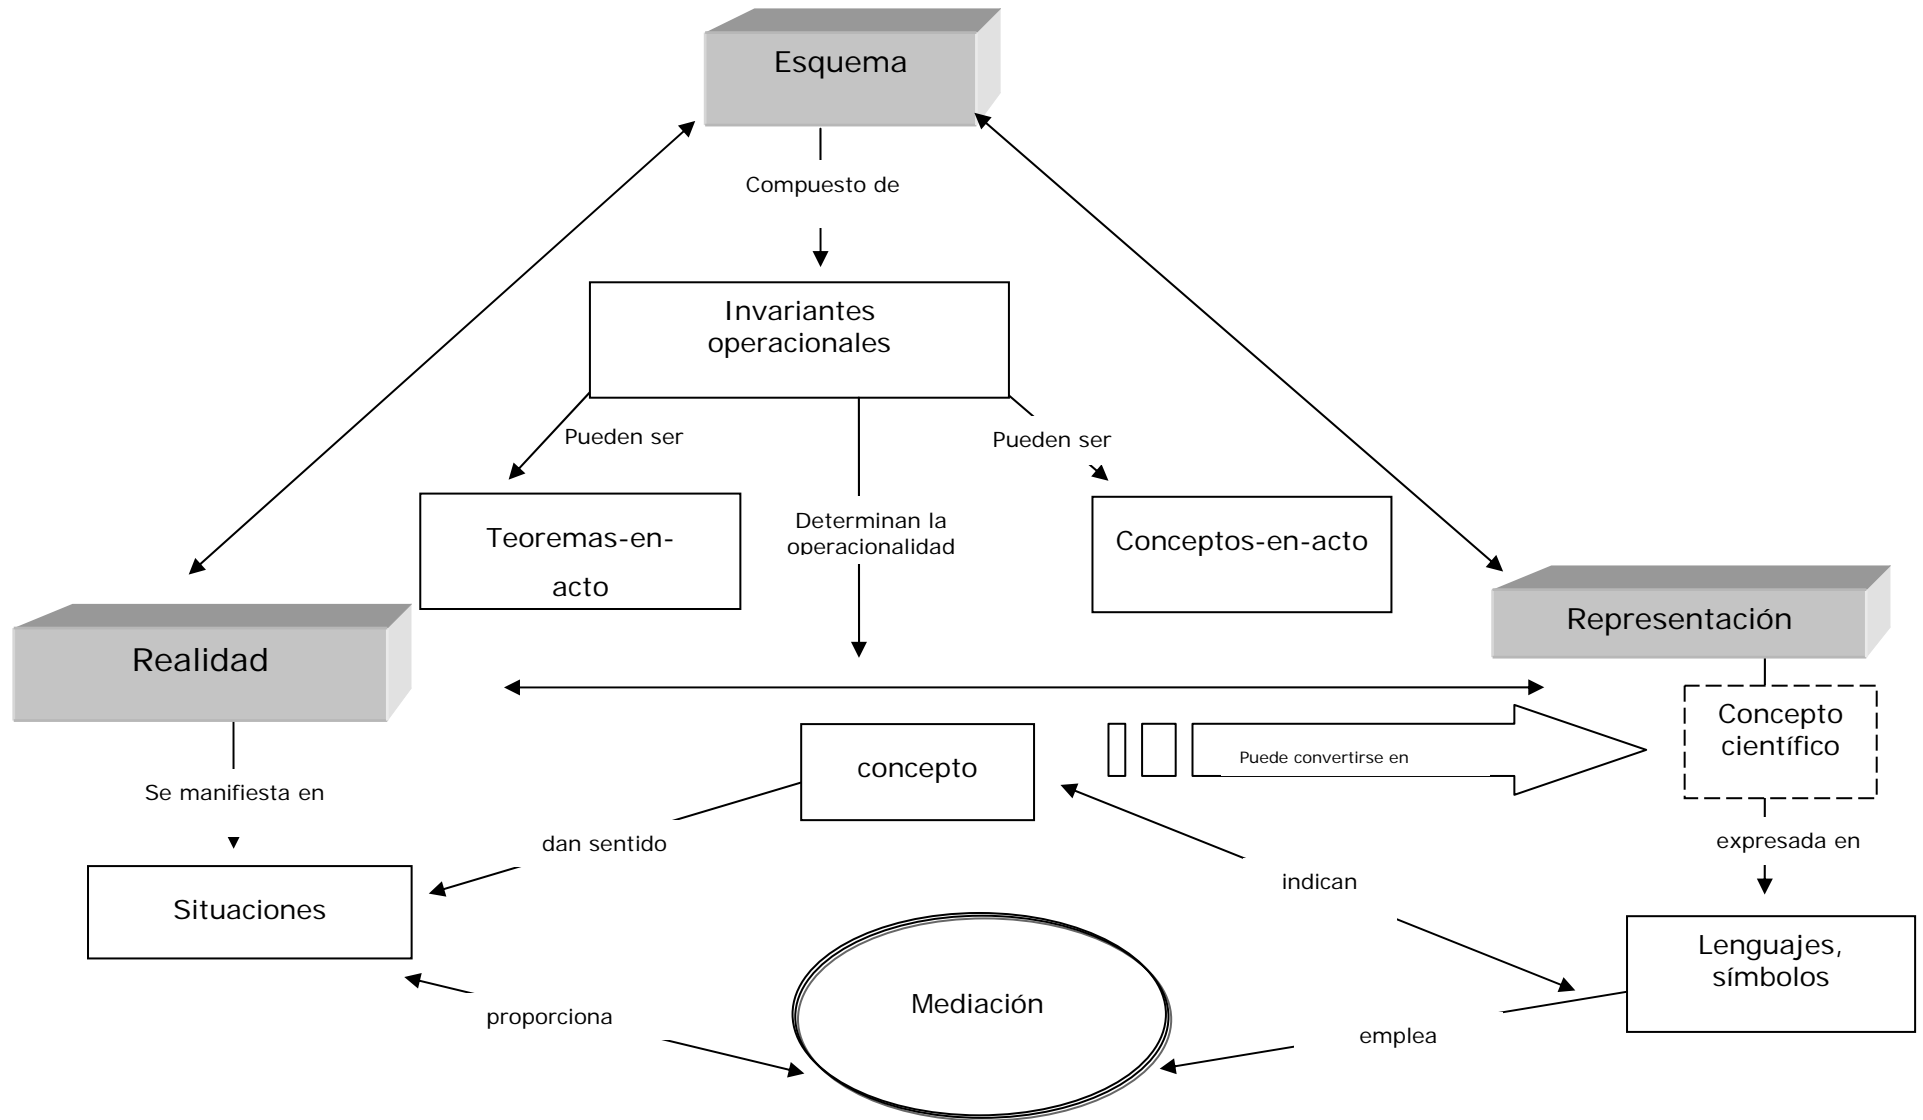 Esquema
Compuesto de
Invariantes
operacionales
Pueden ser
Pueden ser
Teoremas-en-
acto
Determinan la
operacionalidad
Conceptos-en-acto
Realidad
Representación
Concepto
científico
concepto
Puede convertirse en
Se manifiesta en
dan sentido
expresada en
indican
Situaciones
Lenguajes,
símbolos
Mediación
proporciona
emplea